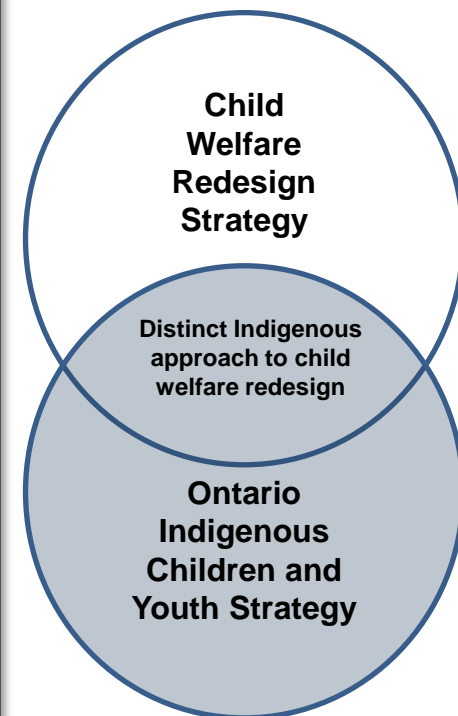 Child
Welfare
Redesign
Strategy
Distinct Indigenous
approach to child
welfare redesign
Ontario
Indigenous
Children and
Youth Strategy